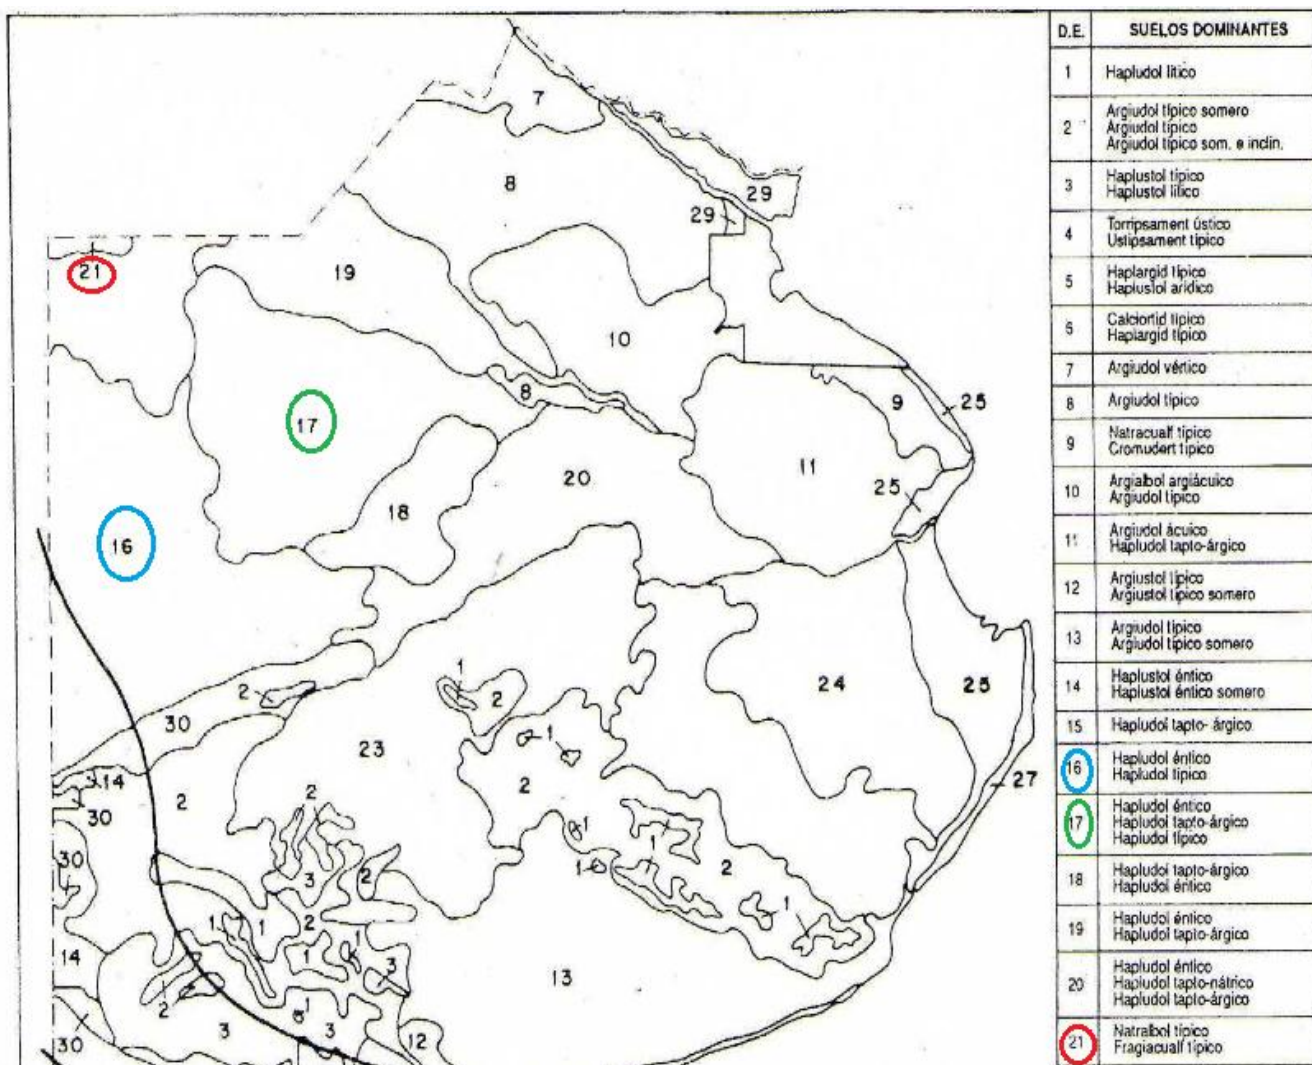 D.E. SUELOS DOMINANTES
1 Hapludol lítico
2 Argiudol típico somero
Argiudol típico
Argiudol típico som. e inclin.
3 Haplustol típico
Haplustol lítico
4 Torripsament ústico
Ustipsament típico
5 Haplargid típico
Haplustol arídico
6 Calciortid típico
Haplargid típico
7 Argiudol vértico
8 Argiudol típico
9 Natracualf típico
Cromudert típico
10 Argialbol argiácuico
Argiudol típico
11 Argiudol ácuico
Hapludol tapto-árgico
12 Argiustol típico
Argiustol típico somero
13 Argiudol típico
Argiudol típico somero
14 Haplustol éntico
Haplustol éntico somero
15 Hapludol tapto- árgico
16 Hapludol éntico
Hapludol típico
17 Hapludol éntico
Hapludol tapto-árgico
Hapludol típico
18 Hapludol tapto-árgico
Hapludol éntico
19 Hapludol éntico
Hapludol tapto-árgico
20 Hapludol éntico
Hapludol tapto-nátrico
Hapludol tapto-árgico
21 Natralbol típico
Fragiacualf típico
7
8
29
29
21
19
10
8
9
25
17
11
20
25
18
16
24
25
1
2
2
30
23
1
27
14
2
30
2
2
1
1
30
1
2
3
2
1
1
2
1
14
1
3
13
2
1
3
3
12
30